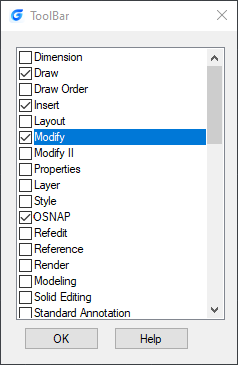 ToolBar
Dimension
Draw
Draw Order
Insert
Layout
Modify
Modify II
Properties
Layer
Style
OSNAP
Refedit
Reference
Render
Modeling
Solid Editing
Standard Annotation
OK Help